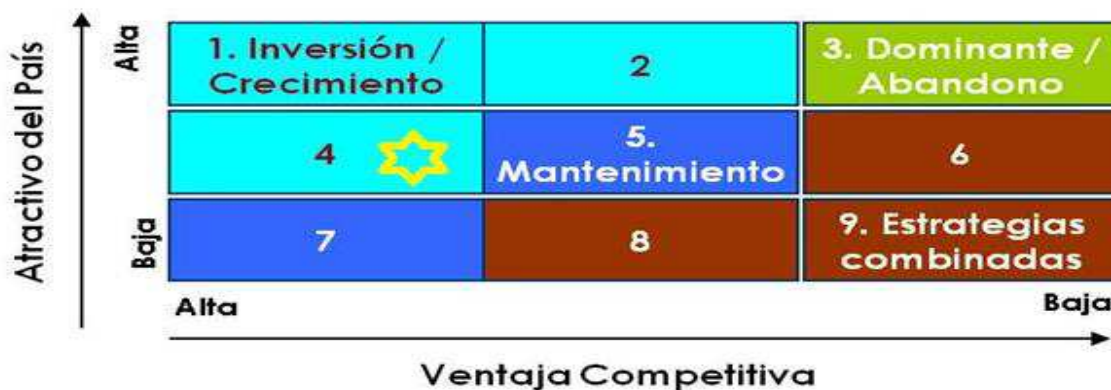 Atractivo del País
Alta
Baja
1. Inversión /
Crecimiento
2
3. Dominante /
Abandono
4
5.
Mantenimiento
6
7
8
9. Estrategias
combinadas
Alta
Baja
Ventaja Competitiva